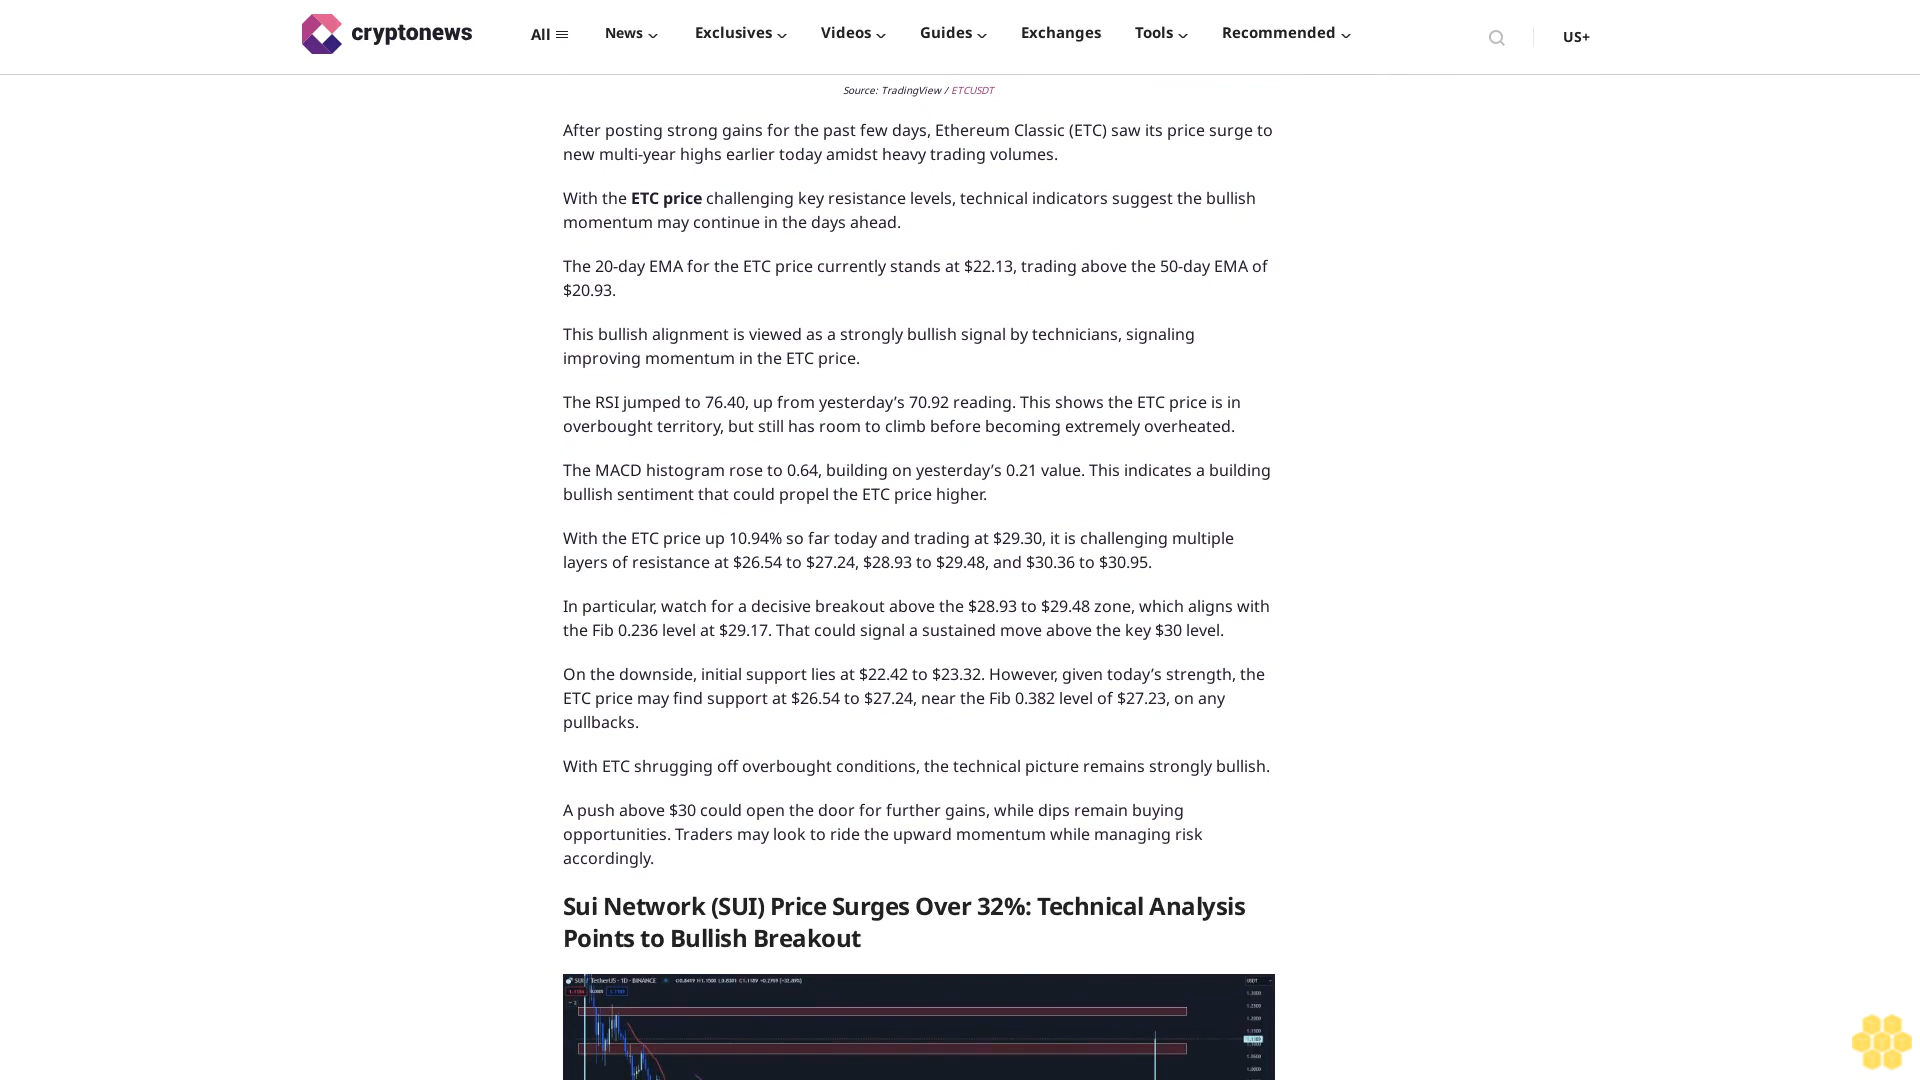 cryptonews
All
News
Exclusives
Videos
Guides
Exchanges
Tools
Recommended
US+
Source: TradingView / ETCUSDT
After posting strong gains for the past few days, Ethereum Classic (ETC) saw its price surge to
new multi-year highs earlier today amidst heavy trading volumes.
With the ETC price challenging key resistance levels, technical indicators suggest the bullish
momentum may continue in the days ahead.
The 20-day EMA for the ETC price currently stands at $22.13, trading above the 50-day EMA of
$20.93.
This bullish alignment is viewed as a strongly bullish signal by technicians, signaling
improving momentum in the ETC price.
The RSI jumped to 76.40, up from yesterday’s 70.92 reading. This shows the ETC price is in
overbought territory, but still has room to climb before becoming extremely overheated.
The MACD histogram rose to 0.64, building on yesterday’s 0.21 value. This indicates a building
bullish sentiment that could propel the ETC price higher.
With the ETC price up 10.94% so far today and trading at $29.30, it is challenging multiple
layers of resistance at $26.54 to $27.24, $28.93 to $29.48, and $30.36 to $30.95.
In particular, watch for a decisive breakout above the $28.93 to $29.48 zone, which aligns with
the Fib 0.236 level at $29.17. That could signal a sustained move above the key $30 level.
On the downside, initial support lies at $22.42 to $23.32. However, given today’s strength, the
ETC price may find support at $26.54 to $27.24, near the Fib 0.382 level of $27.23, on any
pullbacks.
With ETC shrugging off overbought conditions, the technical picture remains strongly bullish.
A push above $30 could open the door for further gains, while dips remain buying
opportunities. Traders may look to ride the upward momentum while managing risk
accordingly.
Sui Network (SUI) Price Surges Over 32%: Technical Analysis
Points to Bullish Breakout
TetherUS · 1D · BINANCE